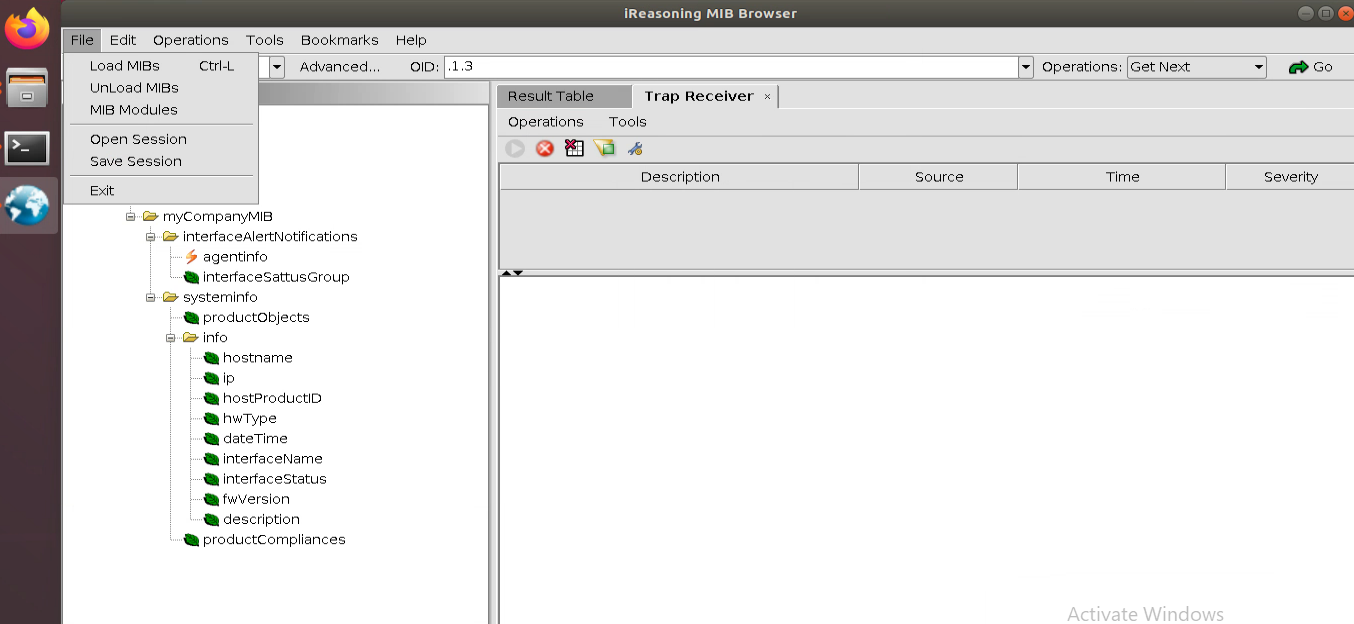 iReasoning MIB Browser
File Edit Operations Tools Bookmarks Help
Load MIBs Ctrl-L
UnLoad MIBs
MIB Modules
Open Session
Save Session
Exit
Advanced... OID: .1.3 Operations: Get Next Go
myCompanyMIB
interfaceAlertNotifications
agentinfo
interfaceSattusGroup
systeminfo
productObjects
info
hostname
ip
hostProductID
hwType
dateTime
interfaceName
interfaceStatus
fwVersion
description
productCompliances
Result Table Trap Receiver ×
Operations Tools
Description Source Time Severity
Activate Windows